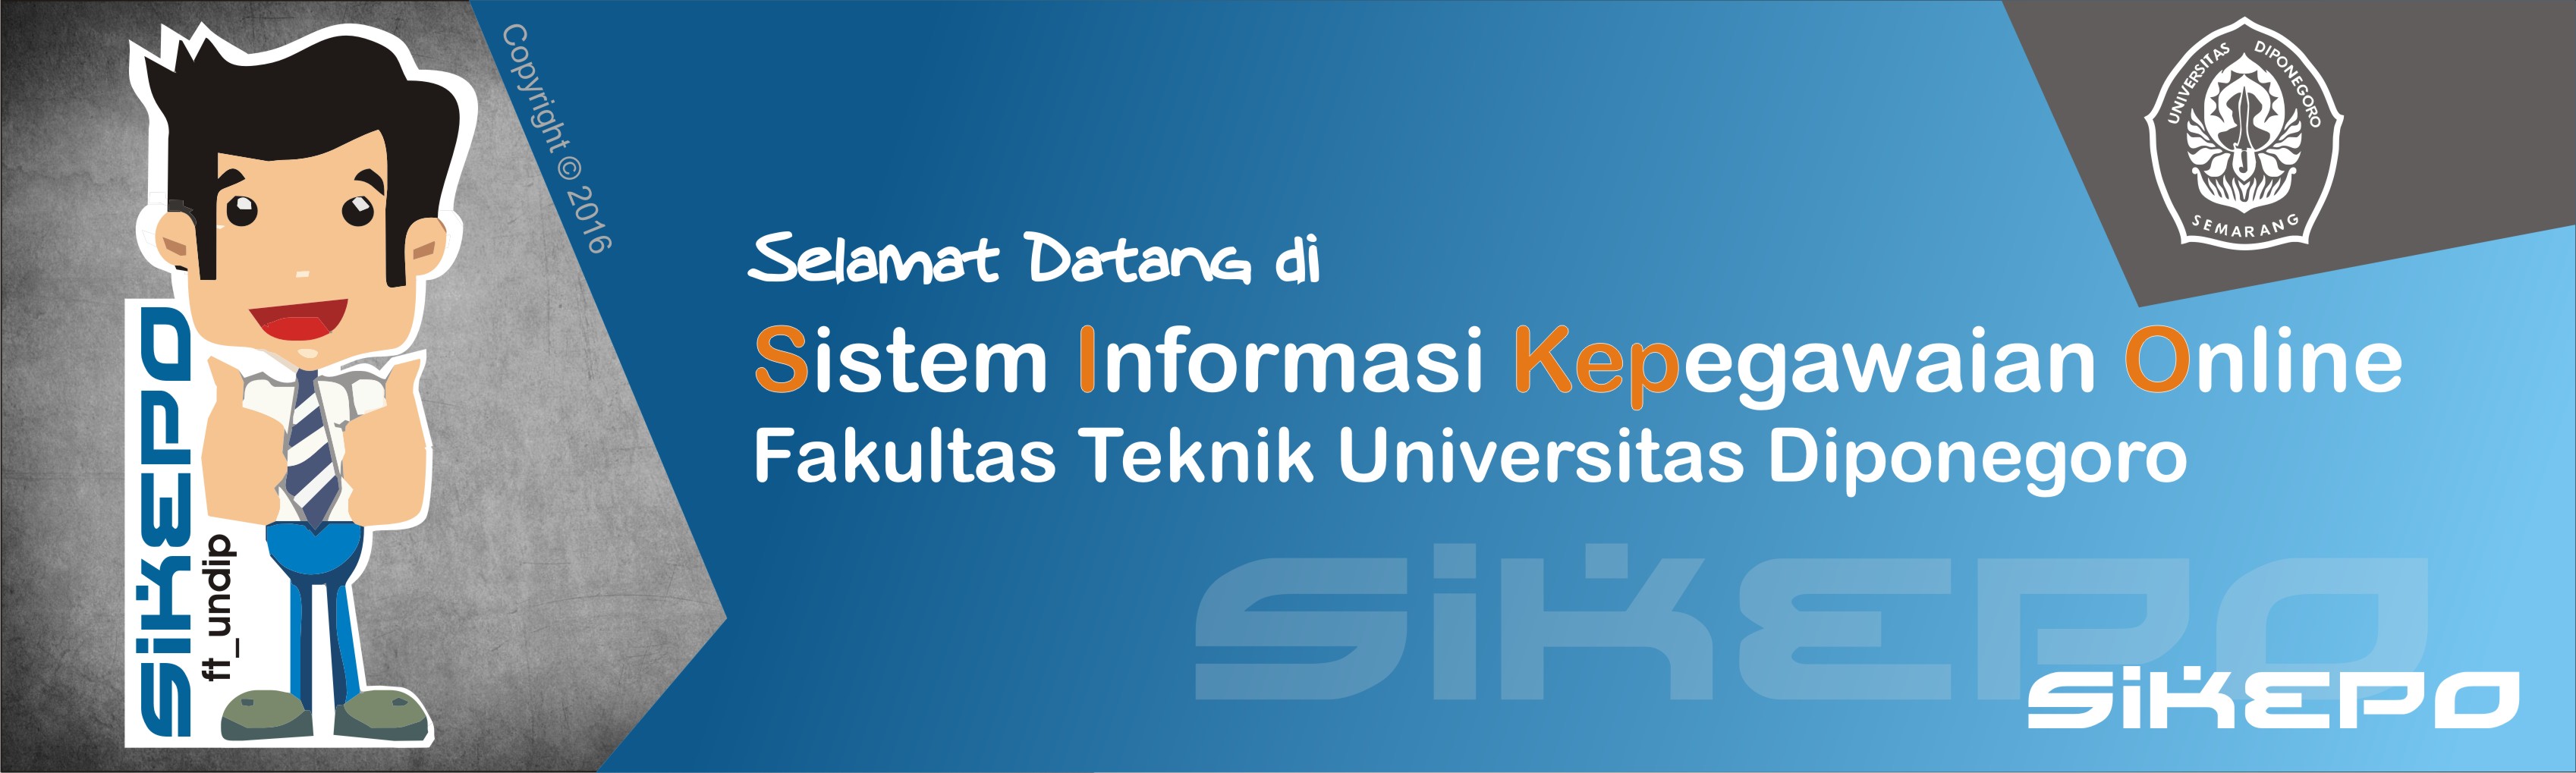 SiKEPO
ft_undip
Copyright © 2016
Selamat Datang di
Sistem Informasi Kepegawaian Online
Fakultas Teknik Universitas Diponegoro
UNIVERSITAS DIPONEGORO
SEMARANG
SiKEPO
SiKEPO